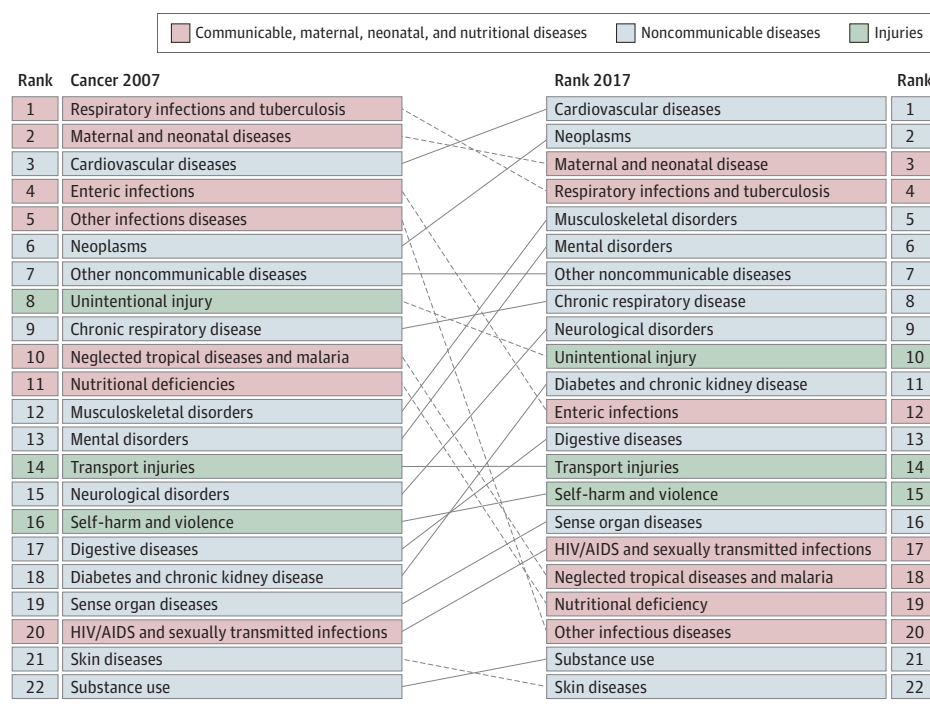 Communicable, maternal, neonatal, and nutritional diseases Noncommunicable diseases Injuries
Rank Cancer 2007 Rank 2017 Rank
1 Respiratory infections and tuberculosis Cardiovascular diseases 1
2 Maternal and neonatal diseases Neoplasms 2
3 Cardiovascular diseases Maternal and neonatal disease 3
4 Enteric infections Respiratory infections and tuberculosis 4
5 Other infections diseases Musculoskeletal disorders 5
6 Neoplasms Mental disorders 6
7 Other noncommunicable diseases Other noncommunicable diseases 7
8 Unintentional injury Chronic respiratory disease 8
9 Chronic respiratory disease Neurological disorders 9
10 Neglected tropical diseases and malaria Unintentional injury 10
11 Nutritional deficiencies Diabetes and chronic kidney disease 11
12 Musculoskeletal disorders Enteric infections 12
13 Mental disorders Digestive diseases 13
14 Transport injuries Transport injuries 14
15 Neurological disorders Self-harm and violence 15
16 Self-harm and violence Sense organ diseases 16
17 Digestive diseases HIV/AIDS and sexually transmitted infections 17
18 Diabetes and chronic kidney disease Neglected tropical diseases and malaria 18
19 Sense organ diseases Nutritional deficiency 19
20 HIV/AIDS and sexually transmitted infections Other infectious diseases 20
21 Skin diseases Substance use 21
22 Substance use Skin diseases 22